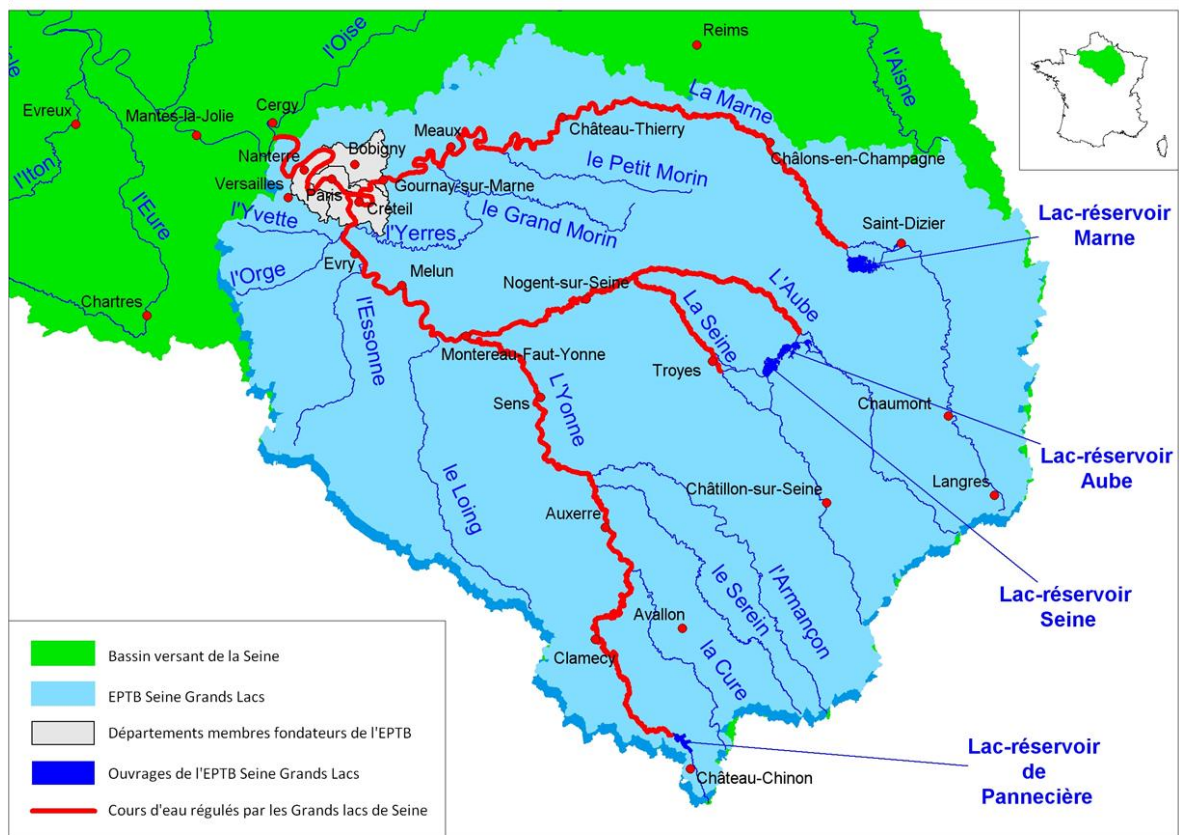 Reims
l'Oise
l'Aisne
La Marne
Evreux
Mantes-la-Jolie
Cergy
Meaux
Château-Thierry
Bobigny
Nanterre
Châlons-en-Champagne
le Petit Morin
l'Iton
Versailles
Paris
Gournay-sur-Marne
Créteil
l'Eure
l'Yvette
l'Yerres
le Grand Morin
Saint-Dizier
Lac-réservoir
Marne
Evry
Melun
l'Orge
Nogent-sur-Seine
L'Aube
Chartres
l'Essonne
La Seine
Montereau-Faut-Yonne
Troyes
Sens
L'Yonne
Chaumont
Lac-réservoir
Aube
le Loing
Châtillon-sur-Seine
Langres
Auxerre
l'Armançon
le Serein
Lac-réservoir
Seine
Avallon
Clamecy
la Cure
Lac-réservoir
de
Pannecière
Château-Chinon
Bassin versant de la Seine
EPTB Seine Grands Lacs
Départements membres fondateurs de l'EPTB
Ouvrages de l'EPTB Seine Grands Lacs
Cours d'eau régulés par les Grands lacs de Seine